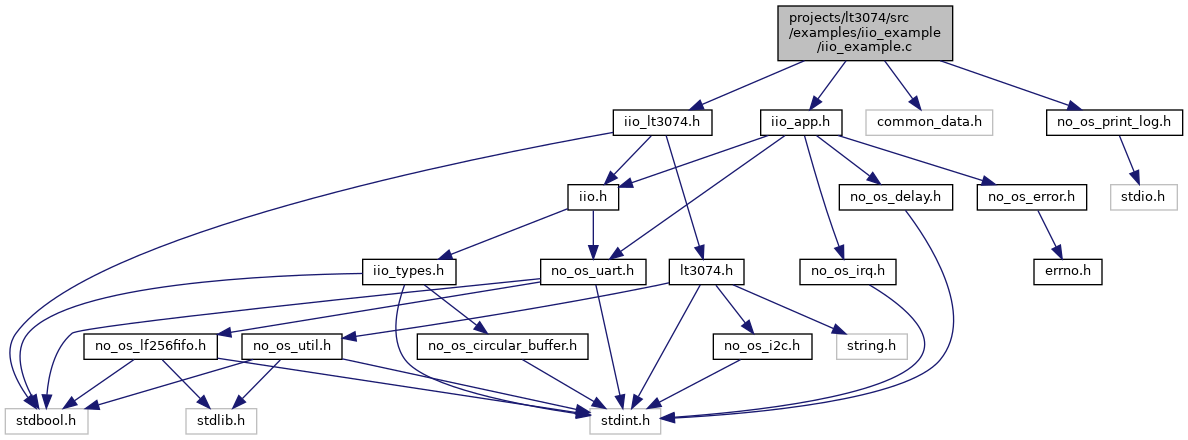 projects/lt3074/src
/examples/iio_example
/iio_example.c
iio_lt3074.h
iio_app.h
common_data.h
no_os_print_log.h
iio.h
no_os_delay.h
no_os_error.h
stdio.h
iio_types.h
no_os_uart.h
lt3074.h
no_os_irq.h
errno.h
no_os_lf256fifo.h
no_os_util.h
no_os_circular_buffer.h
no_os_i2c.h
string.h
stdbool.h
stdlib.h
stdint.h